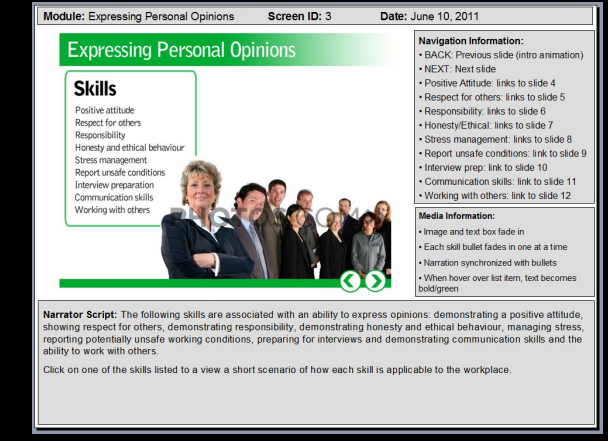 Module: Expressing Personal Opinions Screen ID: 3 Date: June 10, 2011
Expressing Personal Opinions
Skills
Positive attitude
Respect for others
Responsibility
Honesty and ethical behaviour
Stress management
Report unsafe conditions
Interview preparation
Communication skills
Working with others
Navigation Information:
• BACK: Previous slide (intro animation)
• NEXT: Next slide
• Positive Attitude: links to slide 4
• Respect for others: links to slide 5
• Responsibility: links to slide 6
• Honesty/Ethical: links to slide 7
• Stress management: links to slide 8
• Report unsafe conditions: link to slide 9
• Interview prep: link to slide 10
• Communication skills: link to slide 11
• Working with others: link to slide 12
Media Information:
• Image and text box fade in
• Each skill bullet fades in one at a time
• Narration synchronized with bullets
• When hover over list item, text becomes
bold/green
Narrator Script: The following skills are associated with an ability to express opinions: demonstrating a positive attitude,
showing respect for others, demonstrating responsibility, demonstrating honesty and ethical behaviour, managing stress,
reporting potentially unsafe working conditions, preparing for interviews and demonstrating communication skills and the
ability to work with others.
Click on one of the skills listed to a view a short scenario of how each skill is applicable to the workplace.